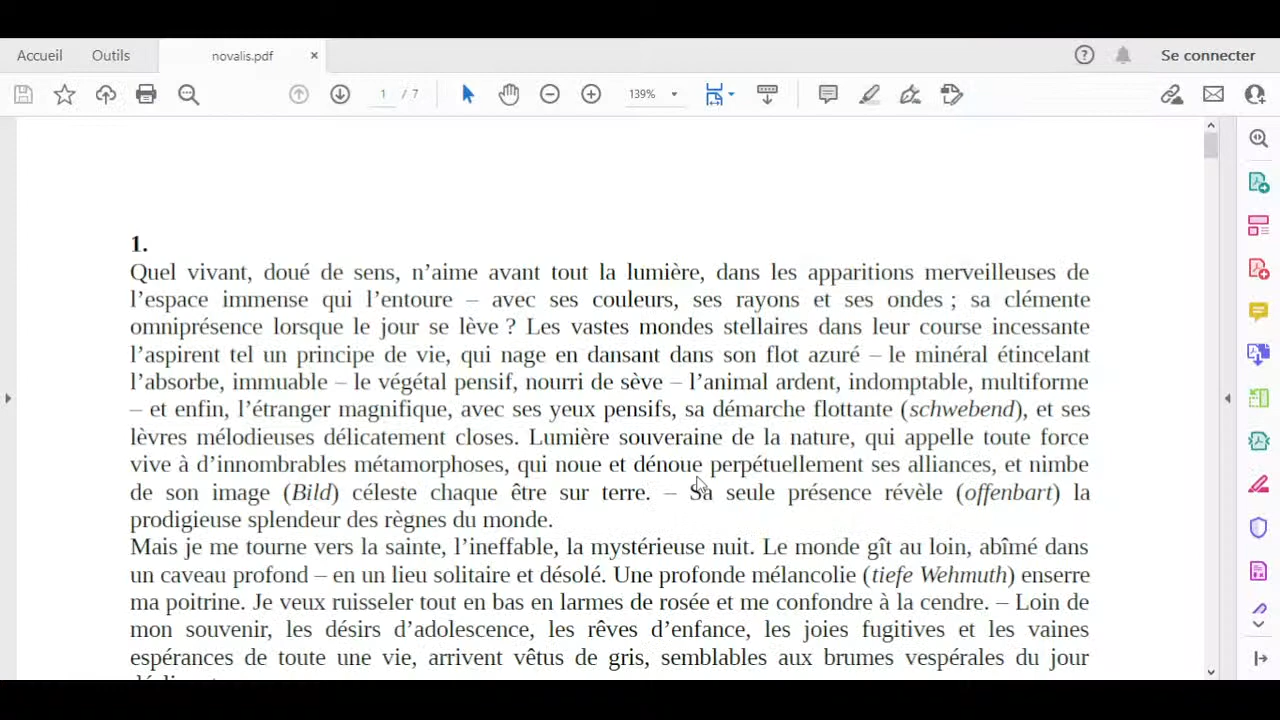 Accueil
Outils
novalis.pdf
Se connecter
1 / 7
139%
1.
Quel vivant, doué de sens, n’aime avant tout la lumière, dans les apparitions merveilleuses de
l’espace immense qui l’entoure – avec ses couleurs, ses rayons et ses ondes ; sa clémente
omniprésence lorsque le jour se lève ? Les vastes mondes stellaires dans leur course incessante
l’aspirent tel un principe de vie, qui nage en dansant dans son flot azuré – le minéral étincelant
l’absorbe, immuable – le végétal pensif, nourri de sève – l’animal ardent, indomptable, multiforme
– et enfin, l’étranger magnifique, avec ses yeux pensifs, sa démarche flottante (schwebend), et ses
lèvres mélodieuses délicatement closes. Lumière souveraine de la nature, qui appelle toute force
vive à d’innombrables métamorphoses, qui noue et dénoue perpétuellement ses alliances, et nimbe
de son image (Bild) céleste chaque être sur terre. – Sa seule présence révèle (offenbart) la
prodigieuse splendeur des règnes du monde.
Mais je me tourne vers la sainte, l’ineffable, la mystérieuse nuit. Le monde gît au loin, abîmé dans
un caveau profond – en un lieu solitaire et désolé. Une profonde mélancolie (tiefe Wehmuth) enserre
ma poitrine. Je veux ruisseler tout en bas en larmes de rosée et me confondre à la cendre. – Loin de
mon souvenir, les désirs d’adolescence, les rêves d’enfance, les joies fugitives et les vaines
espérances de toute une vie, arrivent vêtus de gris, semblables aux brumes vespérales du jour